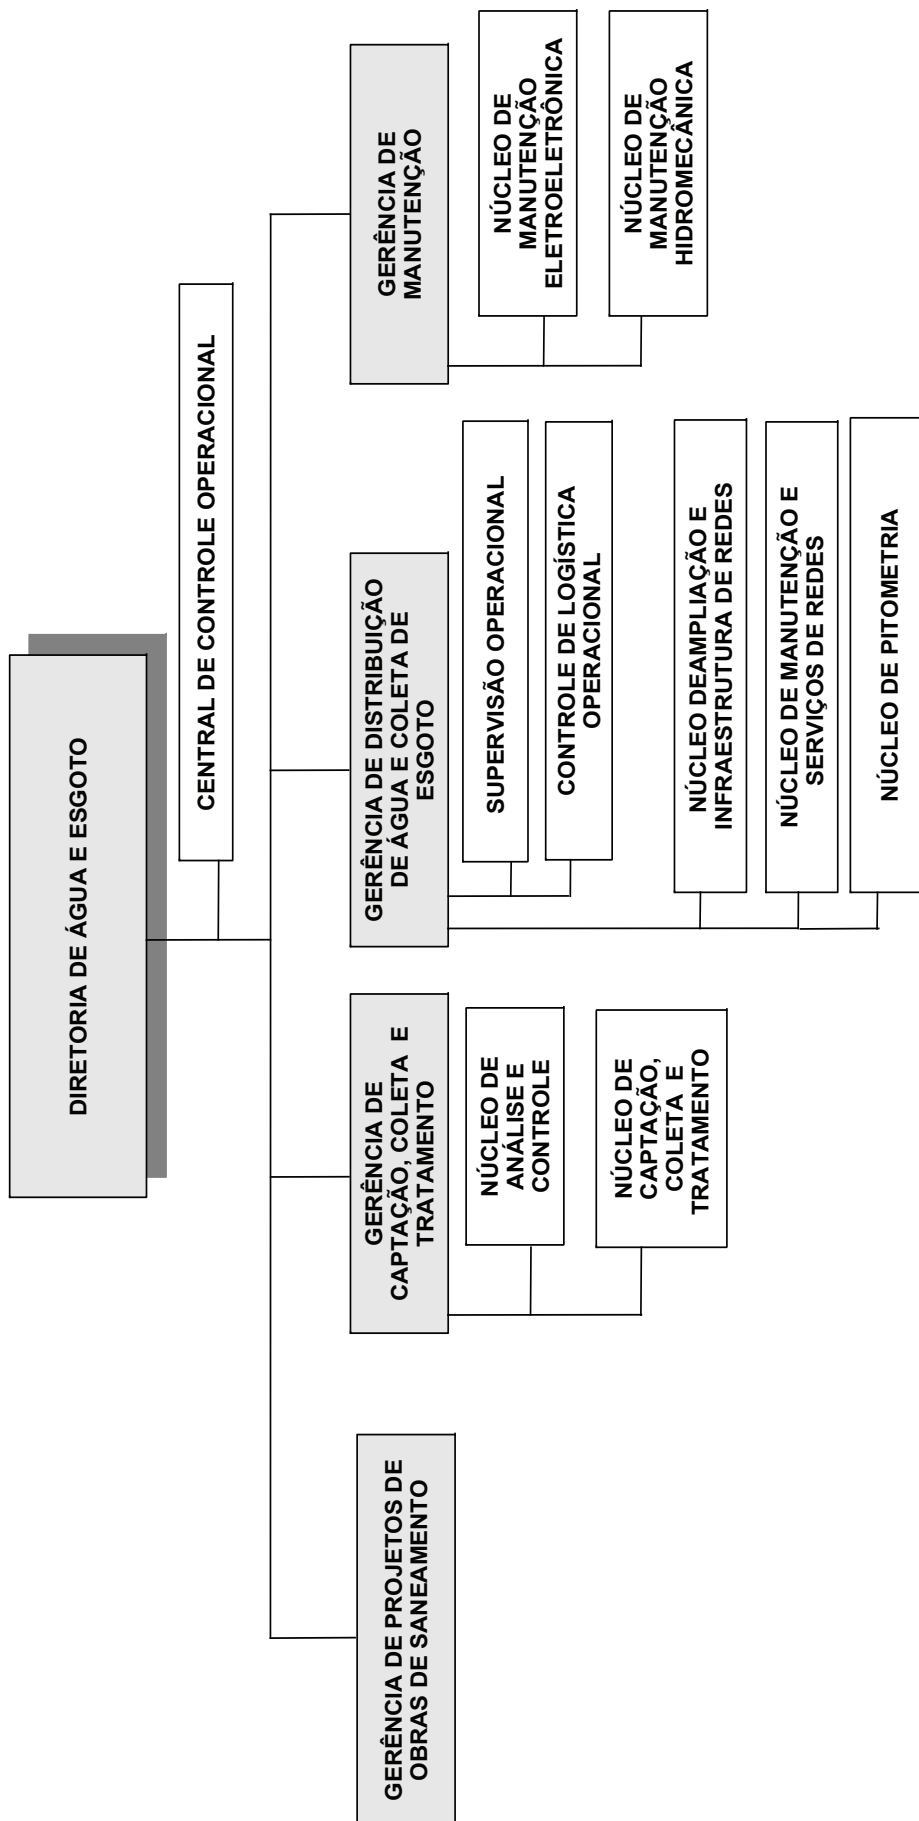 DIRETORIA DE ÁGUA E ESGOTO
CENTRAL DE CONTROLE OPERACIONAL
GERÊNCIA DE PROJETOS DE
OBRAS DE SANEAMENTO
GERÊNCIA DE
CAPTAÇÃO, COLETA E
TRATAMENTO
NÚCLEO DE
ANÁLISE E
CONTROLE
NÚCLEO DE
CAPTAÇÃO,
COLETA E
TRATAMENTO
GERÊNCIA DE DISTRIBUIÇÃO
DE ÁGUA E COLETA DE
ESGOTO
SUPERVISÃO OPERACIONAL
CONTROLE DE LOGÍSTICA
OPERACIONAL
NÚCLEO DEAMPLIAÇÃO E
INFRAESTRUTURA DE REDES
NÚCLEO DE MANUTENÇÃO E
SERVIÇOS DE REDES
NÚCLEO DE PITOMETRIA
GERÊNCIA DE
MANUTENÇÃO
NÚCLEO DE
MANUTENÇÃO
ELETROELETRÔNICA
NÚCLEO DE
MANUTENÇÃO
HIDROMECÂNICA